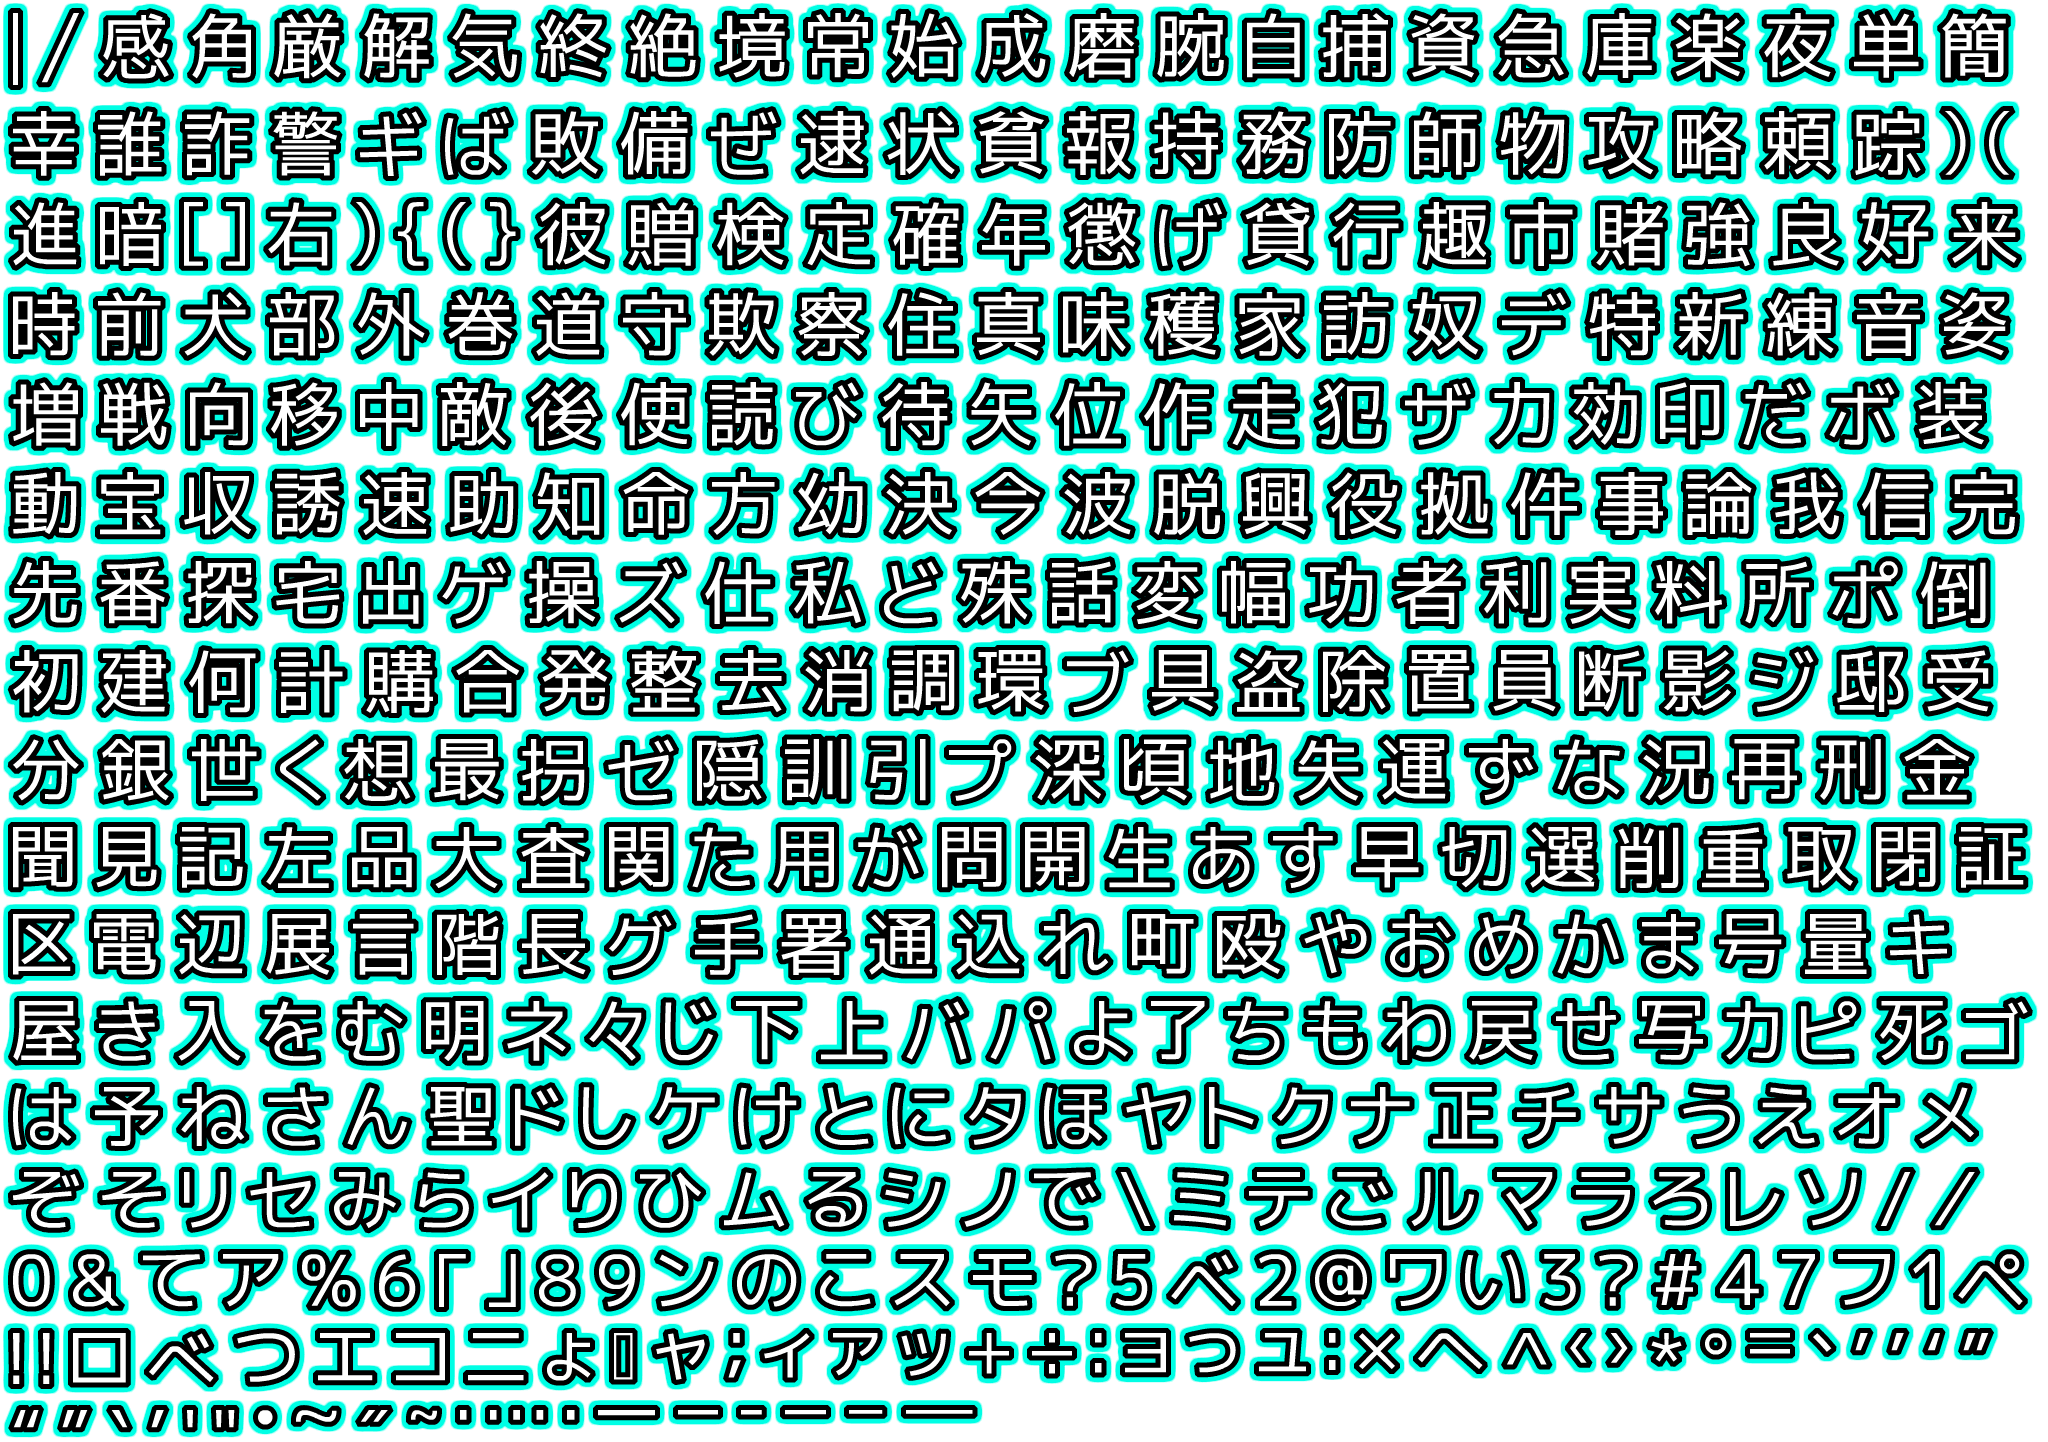 |/感角厳解気終絶境常始成磨腕自捕資急庫楽夜単簡
幸誰詐警ギば敗備ぜ逮状貧報持務防師物攻略頼踪)(
進暗[]右){(}彼贈検定確年懲げ貸行趣市賭強良好来
時前犬部外巻道守欺察住真味穫家訪奴デ特新練音姿
増戦向移中敵後使読び待矢位作走犯ザ力効印だボ装
動宝収誘速助知命方幼決今波脱興役拠件事論我信完
先番探宅出ゲ操ズ仕私ど殊話変幅功者利実料所ポ倒
初建何計購合発整去消調環ブ具盗除置員断影ジ邸受
分銀世く想最拐ゼ隠訓引プ深頃地失運ずな況再刑金
聞見記左品大査関た用が問開生あす早切選削重取閉証
区電辺展言階長グ手署通込れ町殴やおめかま号量キ
屋き入をむ明ネ々じ下上バパよ了ちもわ戻せ写カピ死ゴ
は予ねさん聖ドしケけとにタほヤトクナ正チサうえオメ
ぞそリセみらイりひムるシノで\ミテごルマラろレソ//
0&てア%6「」89ンのこスモ?5べ2@ワい3?#47フ1ペ
!!ロベつエコニょ▯ャ;ィァッ+÷:ョっュ:×へ^‹›*°=、′′‘″
〃〃、′'"・~〃~·····—–-–-—